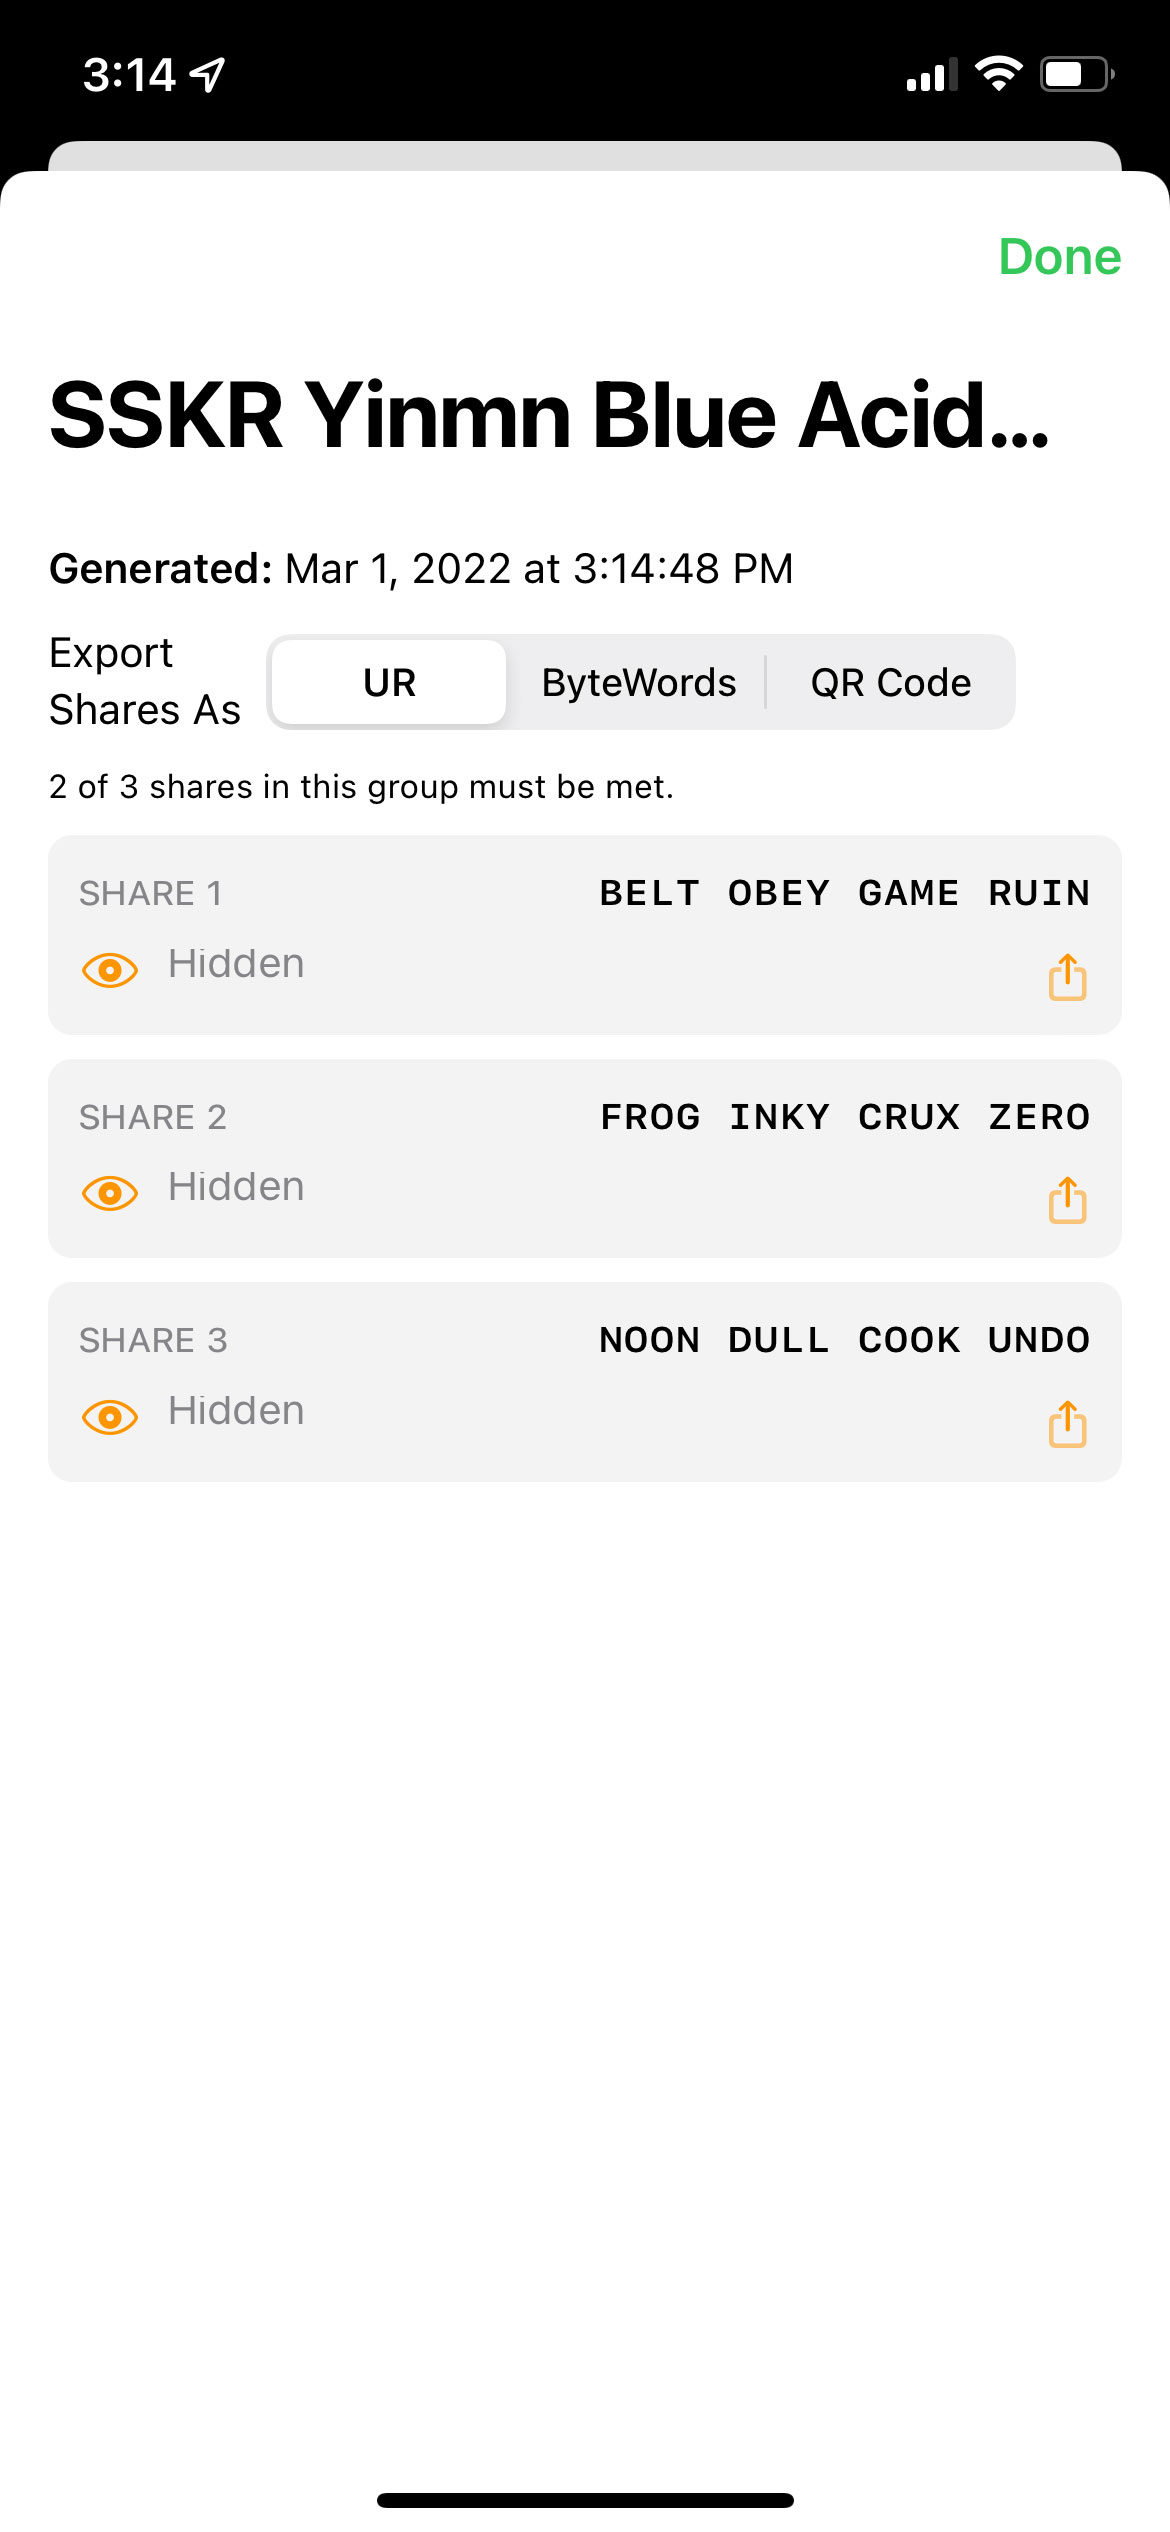 3:14
Done
SSKR Yinmn Blue Acid...
Generated: Mar 1, 2022 at 3:14:48 PM
Export
Shares As
UR ByteWords QR Code
2 of 3 shares in this group must be met.
SHARE 1 BELT OBEY GAME RUIN
Hidden
SHARE 2 FROG INKY CRUX ZERO
Hidden
SHARE 3 NOON DULL COOK UNDO
Hidden